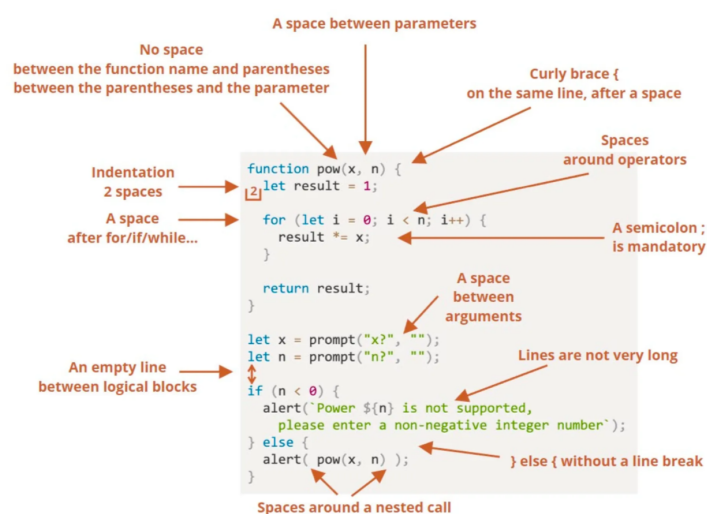 A space between parameters
No space
between the function name and parentheses
between the parentheses and the parameter
Curly brace {
on the same line, after a space
Spaces
around operators
Indentation
2 spaces
A space
after for/if/while...
A semicolon ;
is mandatory
function pow(x, n) {
2
  let result = 1;

  for (let i = 0; i < n; i++) {
    result *= x;
  }

  return result;
}
A space
between
arguments
let x = prompt("x?", "");
let n = prompt("n?", "");
An empty line
between logical blocks
Lines are not very long
if (n < 0) {
  alert(`Power ${n} is not supported,
    please enter a non-negative integer number`);
} else {
  alert( pow(x, n) );
}
} else { without a line break
Spaces around a nested call